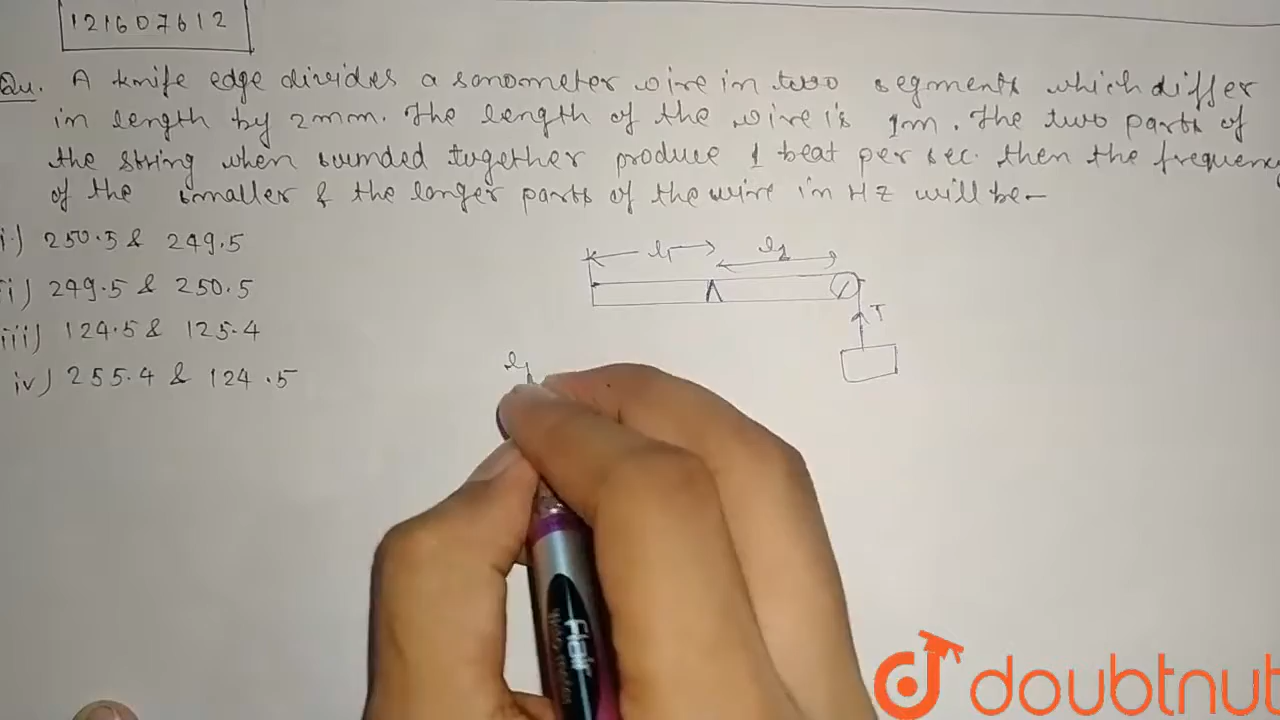 121607612
Qu. A knife edge divides a sonometer wire in two segments which differ
in length by 2mm. The length of the wire is 1m. The two parts of
the string when sounded together produce 1 beat per sec. then the frequency
of the smaller & the longer parts of the wire in HZ will be-
i) 250.5 & 249.5
ii) 249.5 & 250.5
iii) 124.5 & 125.4
iv) 255.4 & 124.5
l1 l2
T
l1
Flair
doubtnut